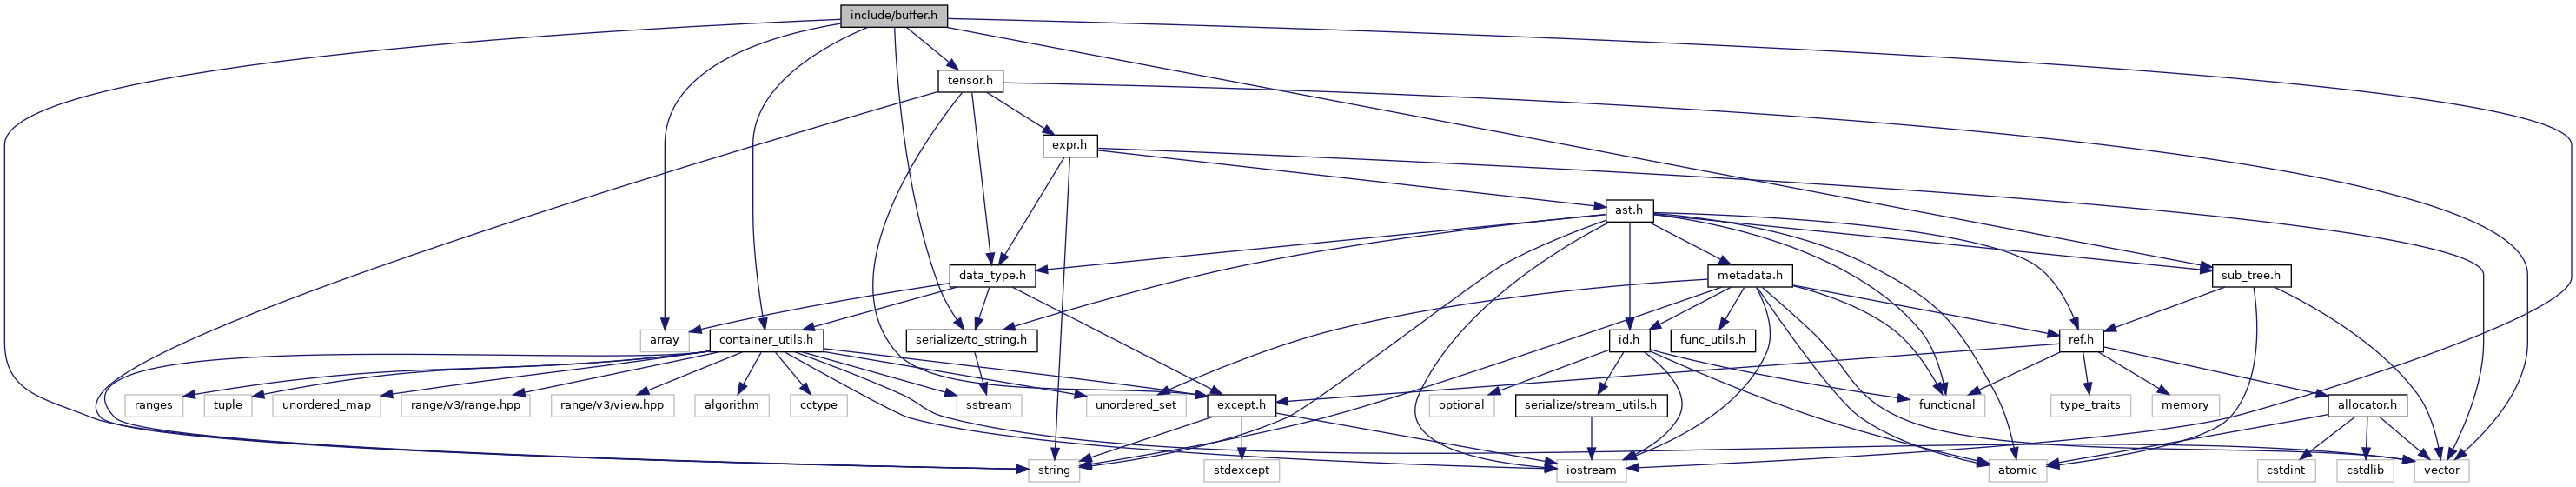 include/buffer.h
tensor.h
expr.h
ast.h
data_type.h
metadata.h
sub_tree.h
array
container_utils.h
serialize/to_string.h
id.h
func_utils.h
ref.h
ranges
tuple
unordered_map
range/v3/range.hpp
range/v3/view.hpp
algorithm
cctype
sstream
unordered_set
except.h
optional
serialize/stream_utils.h
functional
type_traits
memory
allocator.h
string
stdexcept
iostream
atomic
cstdint
cstdlib
vector